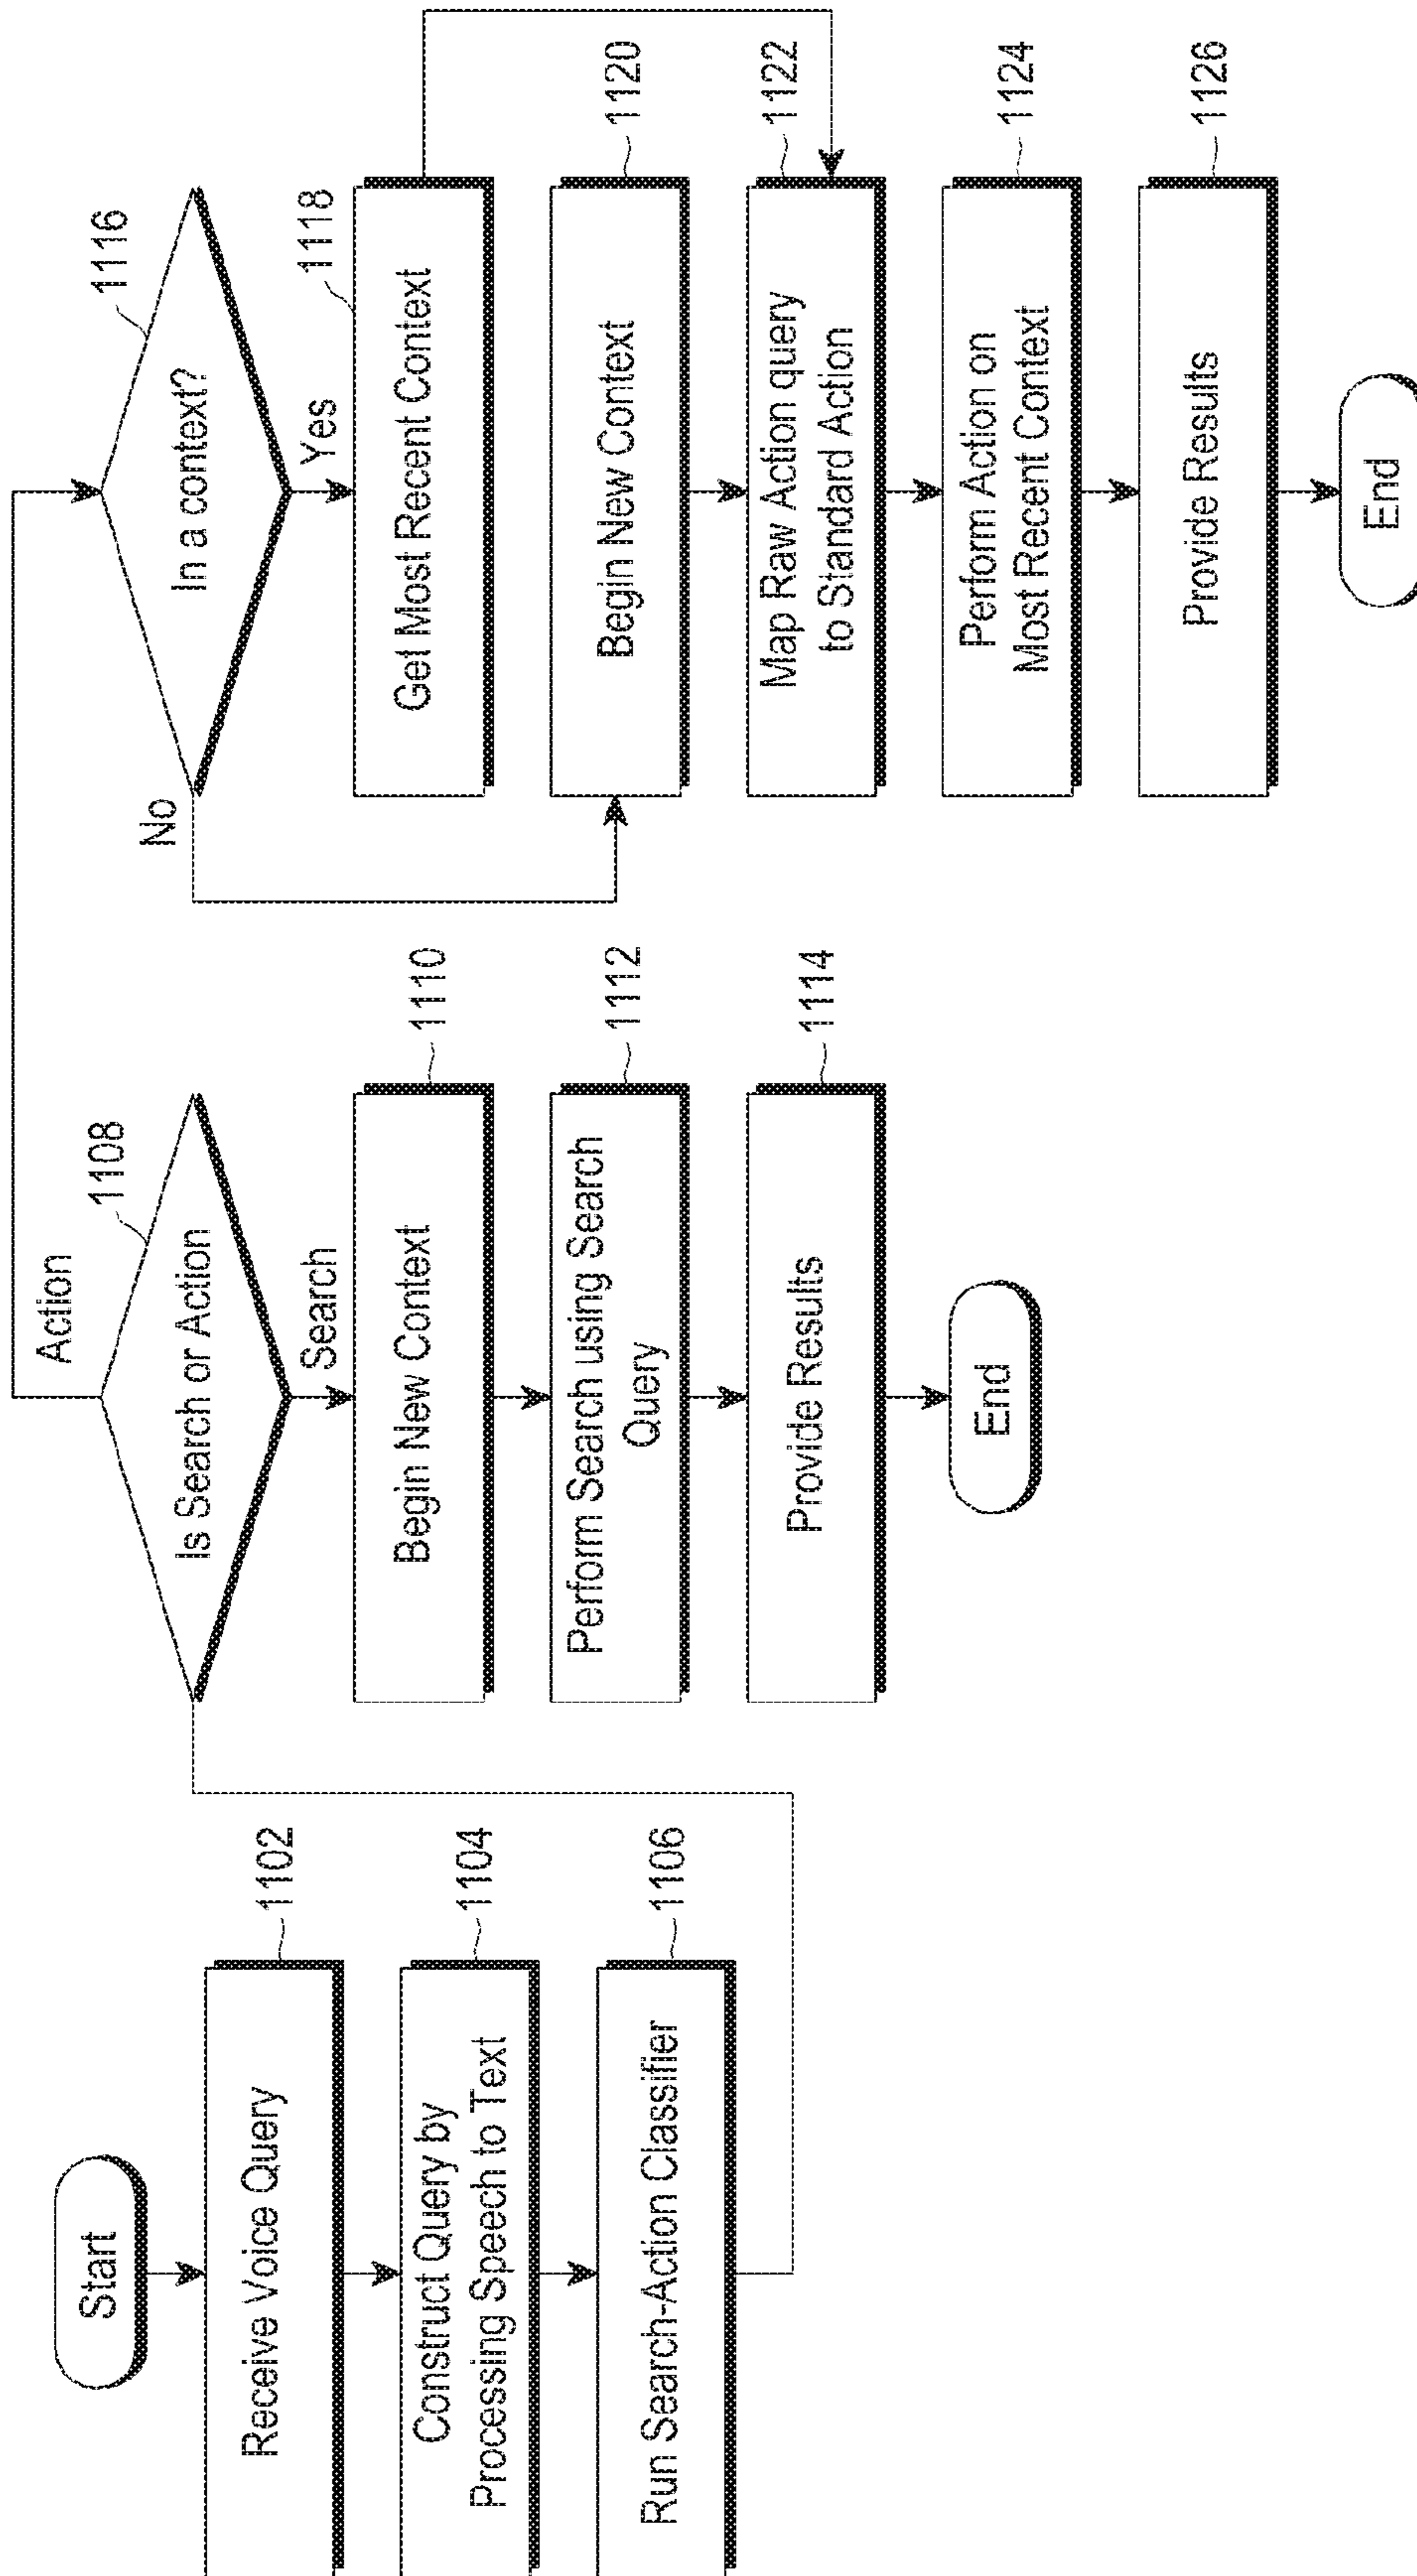 Start
Receive Voice Query
1102
Construct Query by
Processing Speech to Text
1104
Run Search-Action Classifier
1106
Action
Is Search or Action
1108
Search
Begin New Context
1110
Perform Search using Search
Query
1112
Provide Results
1114
End
In a context?
1116
No
Yes
Get Most Recent Context
1118
Begin New Context
1120
Map Raw Action query
to Standard Action
1122
Perform Action on
Most Recent Context
1124
Provide Results
1126
End